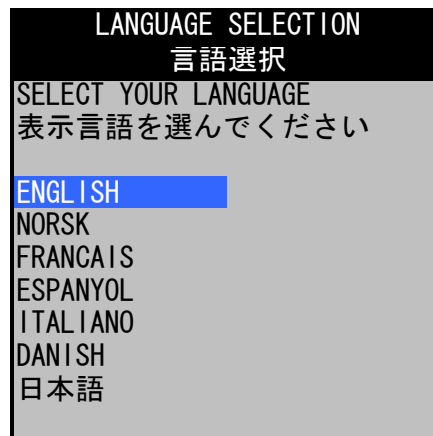 LANGUAGE SELECTION
言語選択
SELECT YOUR LANGUAGE
表示言語を選んでください
ENGLISH
NORSK
FRANCAIS
ESPANYOL
ITALIANO
DANISH
日本語